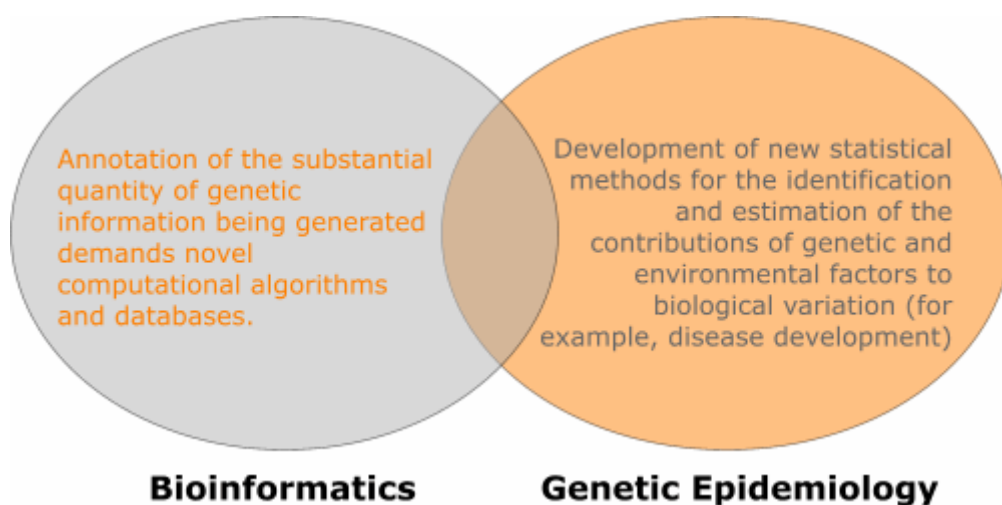 Annotation of the substantial
quantity of genetic
information being generated
demands novel
computational algorithms
and databases.
Development of new statistical
methods for the identification
and estimation of the
contributions of genetic and
environmental factors to
biological variation (for
example, disease development)
Bioinformatics
Genetic Epidemiology